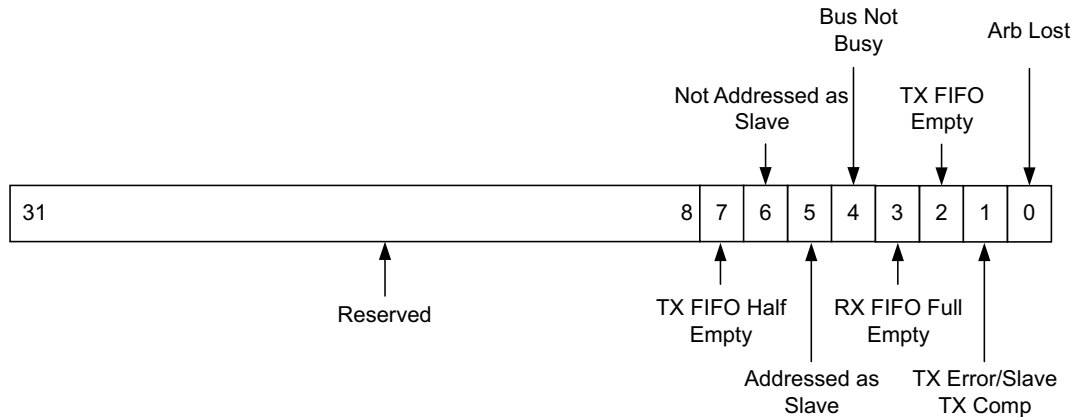 Bus Not
Busy
Arb Lost
Not Addressed as
Slave
TX FIFO
Empty
31 8 7 6 5 4 3 2 1 0
Reserved
TX FIFO Half
Empty
RX FIFO Full
Empty
Addressed as
Slave
TX Error/Slave
TX Comp